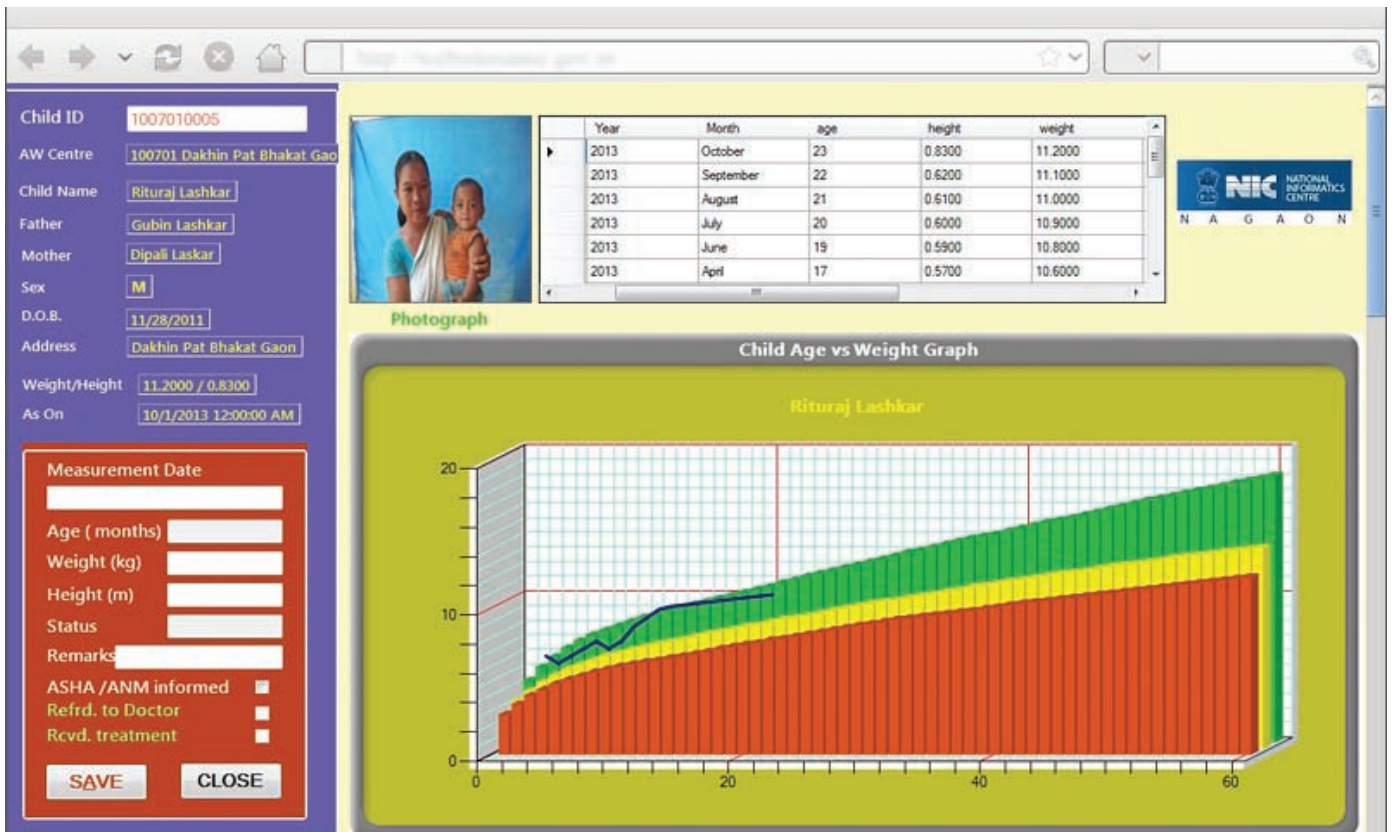 Child ID 1007010005
AW Centre 100701 Dakhin Pat Bhakat Gao
Child Name Rituraj Lashkar
Father Gubin Lashkar
Mother Dipali Laskar
Sex M
D.O.B. 11/28/2011
Address Dakhin Pat Bhakat Gaon
Weight/Height 11.2000 / 0.8300
As On 10/1/2013 12:00:00 AM
Measurement Date
Age ( months)
Weight (kg)
Height (m)
Status
Remarks
ASHA /ANM informed
Refrd. to Doctor
Rcvd. treatment
SAVE CLOSE
Photograph
Year Month age height weight
2013 October 23 0.8300 11.2000
2013 September 22 0.6200 11.1000
2013 August 21 0.6100 11.0000
2013 July 20 0.6000 10.9000
2013 June 19 0.5900 10.8000
2013 April 17 0.5700 10.6000
NIC NATIONAL
INFORMATICS
CENTRE
N A G A O N
Child Age vs Weight Graph
Rituraj Lashkar
20
10
0
0 20 40 60